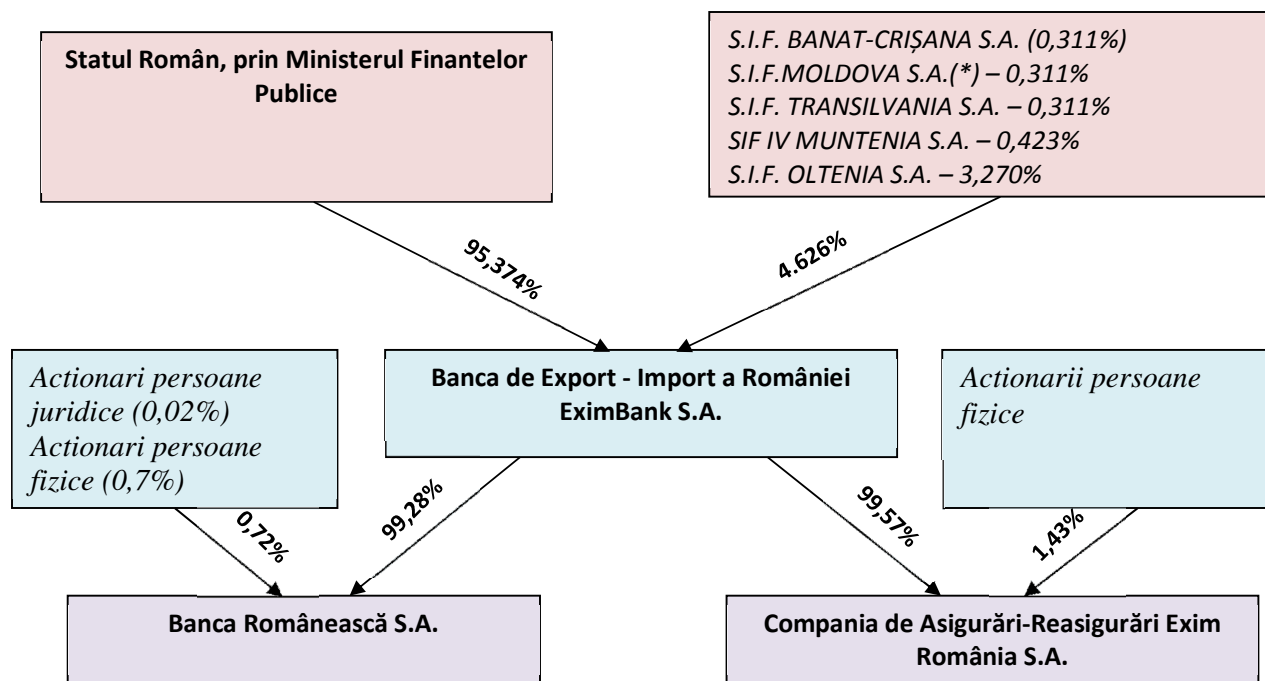 Statul Român, prin Ministerul Finantelor
Publice
S.I.F. BANAT-CRIȘANA S.A. (0,311%)
S.I.F.MOLDOVA S.A.(*) – 0,311%
S.I.F. TRANSILVANIA S.A. – 0,311%
SIF IV MUNTENIA S.A. – 0,423%
S.I.F. OLTENIA S.A. – 3,270%
95,374%
4.626%
Actionari persoane
juridice (0,02%)
Actionari persoane
fizice (0,7%)
Banca de Export - Import a României
EximBank S.A.
Actionarii persoane
fizice
0,72%
99,28%
99,57%
1,43%
Banca Românească S.A.
Compania de Asigurări-Reasigurări Exim
România S.A.